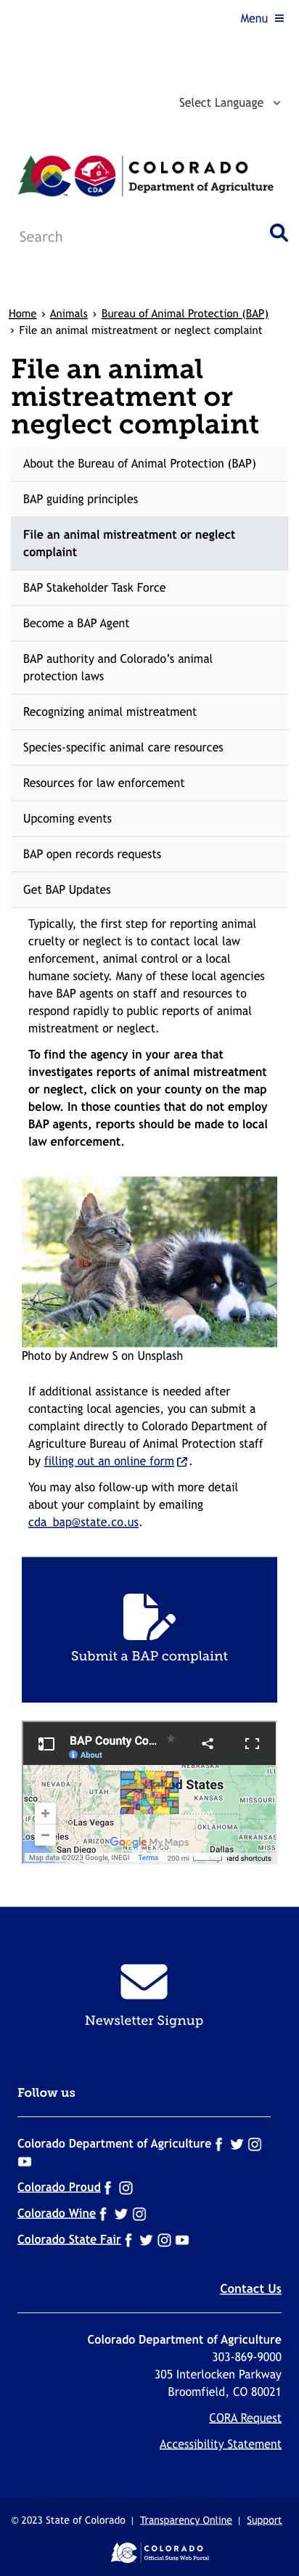 Menu
Select Language
CDA
COLORADO
Department of Agriculture
Search
Home › Animals › Bureau of Animal Protection (BAP)
› File an animal mistreatment or neglect complaint
File an animal
mistreatment or
neglect complaint
About the Bureau of Animal Protection (BAP)
BAP guiding principles
File an animal mistreatment or neglect
complaint
BAP Stakeholder Task Force
Become a BAP Agent
BAP authority and Colorado’s animal
protection laws
Recognizing animal mistreatment
Species-specific animal care resources
Resources for law enforcement
Upcoming events
BAP open records requests
Get BAP Updates
Typically, the first step for reporting animal
cruelty or neglect is to contact local law
enforcement, animal control or a local
humane society. Many of these local agencies
have BAP agents on staff and resources to
respond rapidly to public reports of animal
mistreatment or neglect.
To find the agency in your area that
investigates reports of animal mistreatment
or neglect, click on your county on the map
below. In those counties that do not employ
BAP agents, reports should be made to local
law enforcement.
Photo by Andrew S on Unsplash
If additional assistance is needed after
contacting local agencies, you can submit a
complaint directly to Colorado Department of
Agriculture Bureau of Animal Protection staff
by filling out an online form.
You may also follow-up with more detail
about your complaint by emailing
cda_bap@state.co.us.
Submit a BAP complaint
BAP County Co...
About
NEVADA
UTAH
KANSAS
MISSOURI
Las Vegas
OKLAHOMA
ARKANSAS
San Diego
Dallas
Google My Maps
Map data ©2023 Google, INEGI Terms 200 mi
Newsletter Signup
Follow us
Colorado Department of Agriculture
Colorado Proud
Colorado Wine
Colorado State Fair
Contact Us
Colorado Department of Agriculture
303-869-9000
305 Interlocken Parkway
Broomfield, CO 80021
CORA Request
Accessibility Statement
© 2023 State of Colorado | Transparency Online | Support
COLORADO
Official State Web Portal